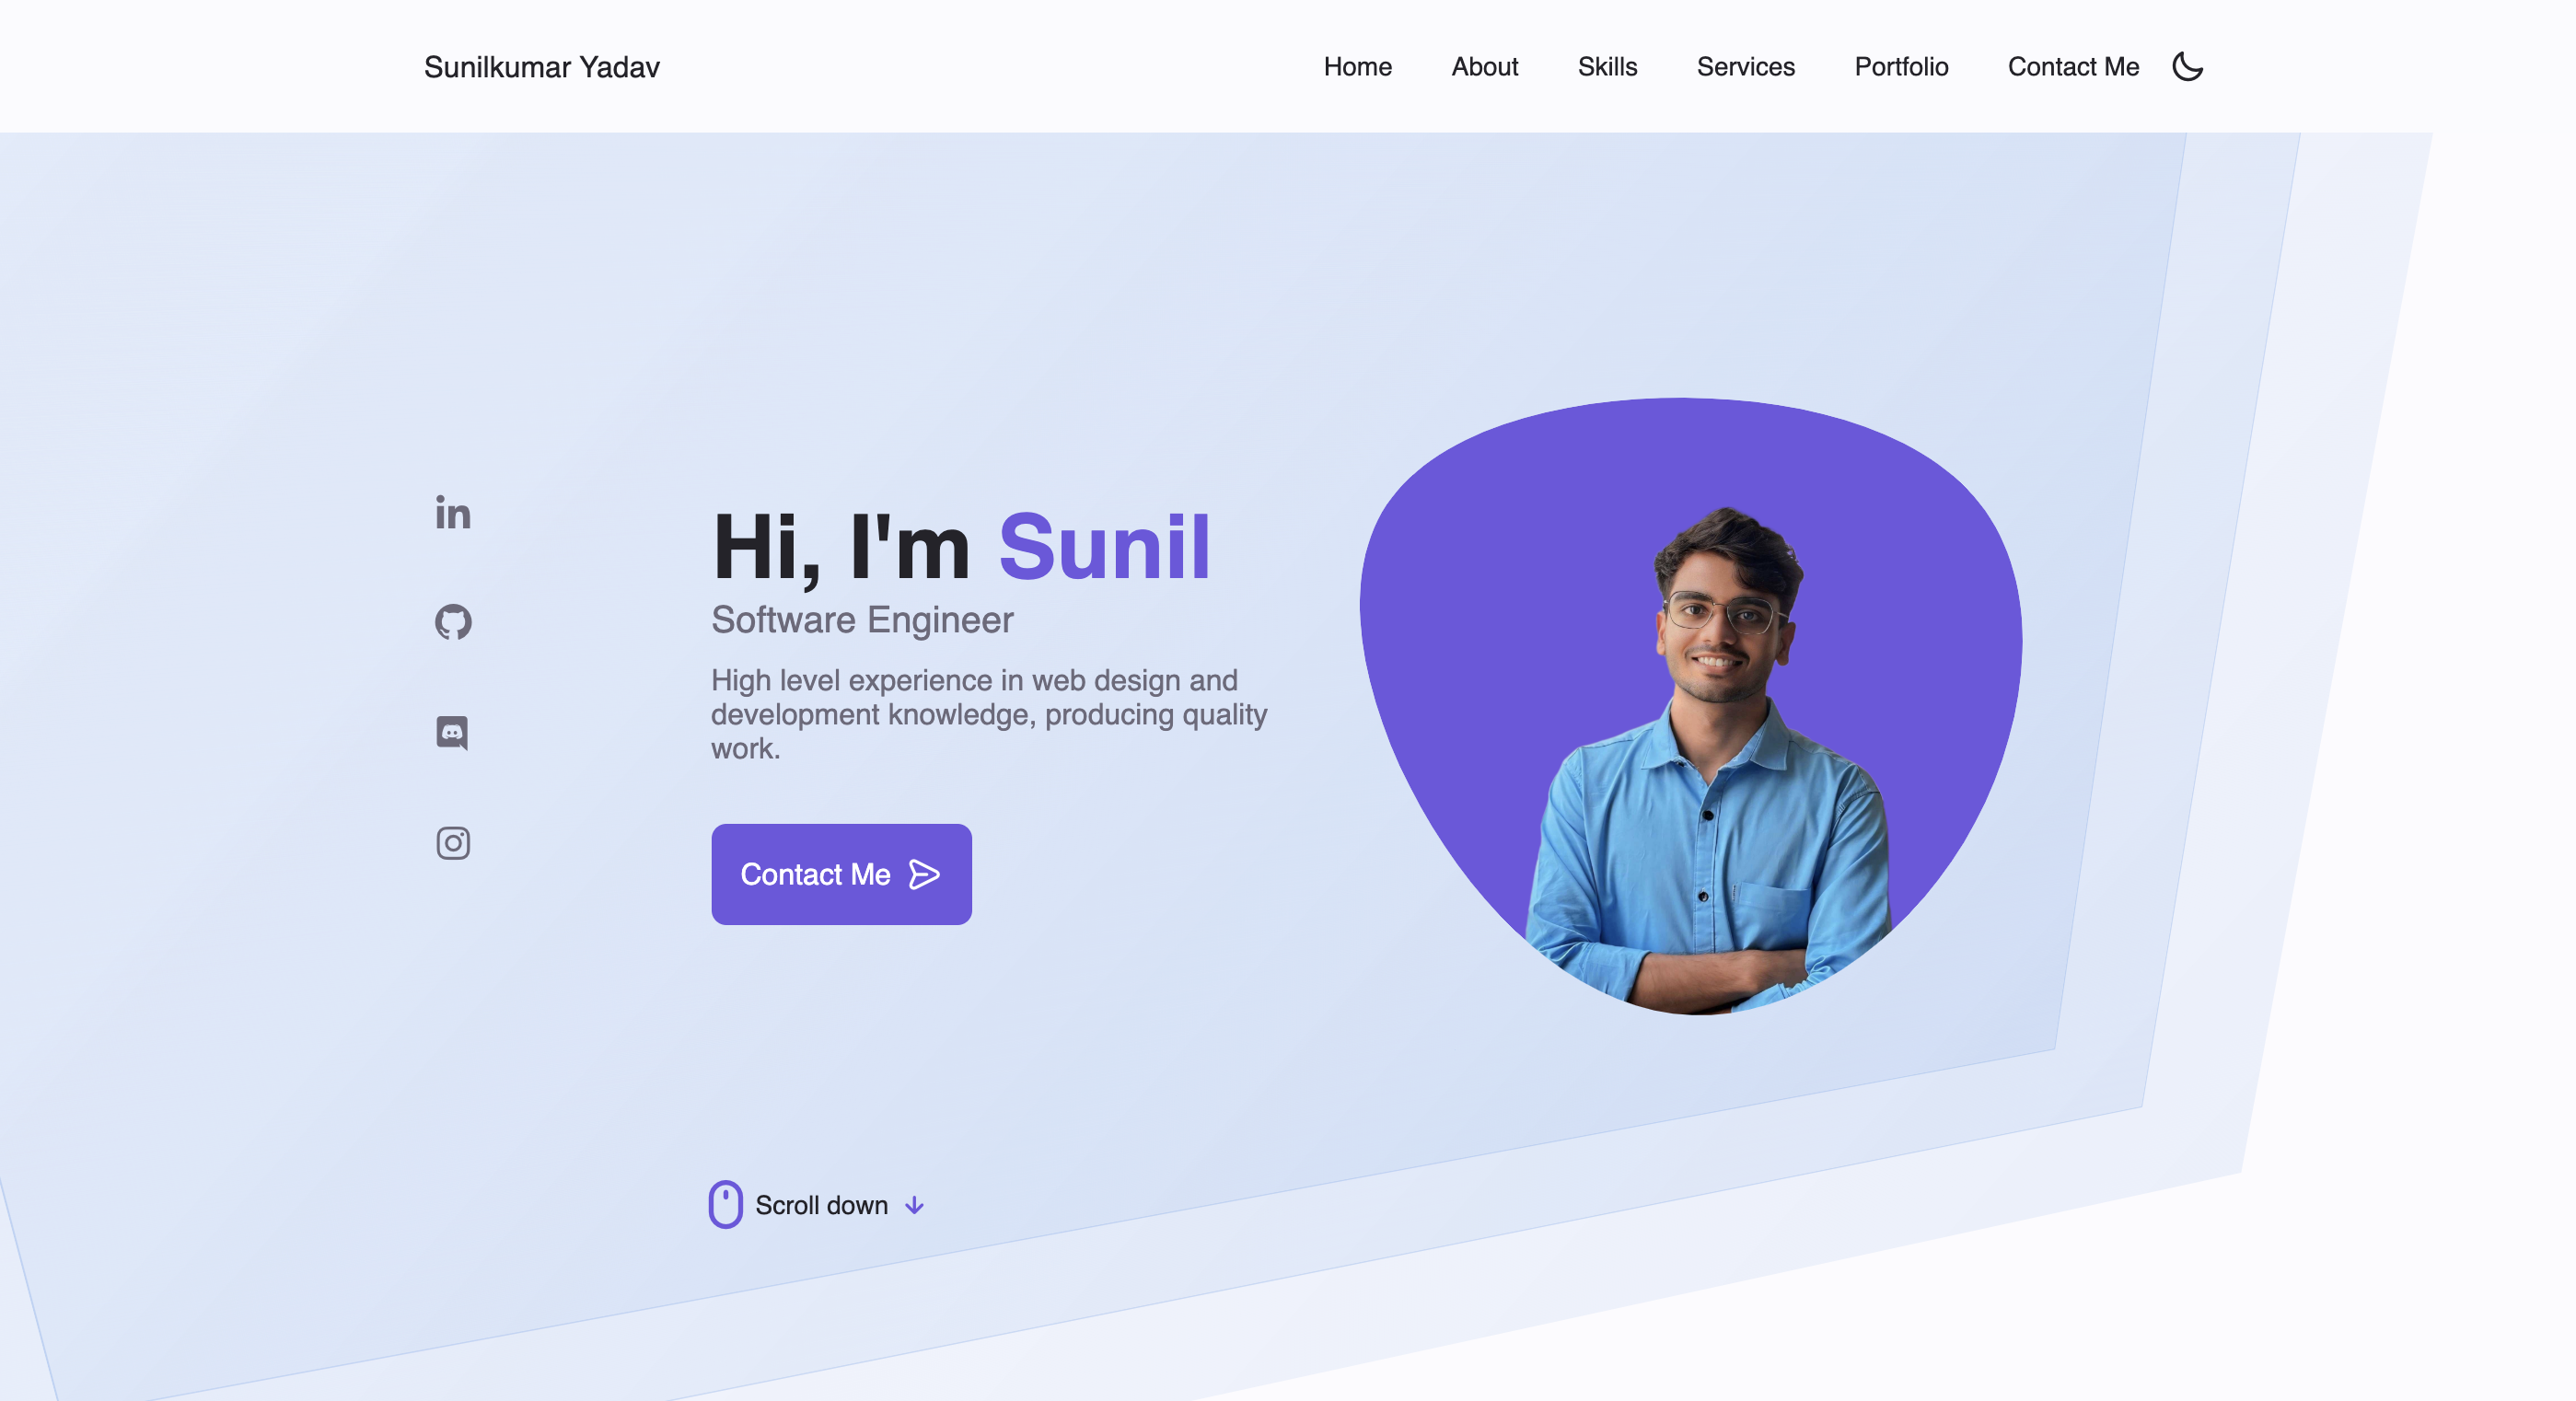 Sunilkumar Yadav
Home About Skills Services Portfolio Contact Me
in
Hi, I'm Sunil
Software Engineer
High level experience in web design and
development knowledge, producing quality
work.
Contact Me
Scroll down